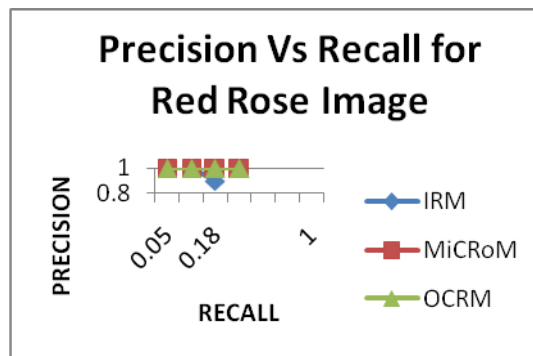 Precision Vs Recall for
Red Rose Image
PRECISION
1
0.8
0.05
0.18
1
RECALL
IRM
MiCRoM
OCRM